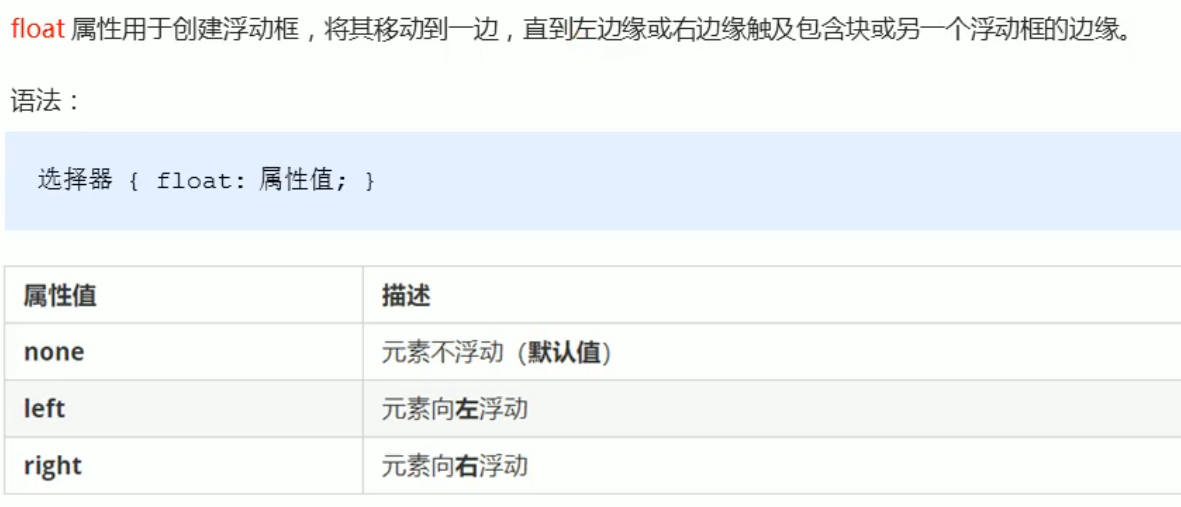 float 属性用于创建浮动框，将其移动到一边，直到左边缘或右边缘触及包含块或另一个浮动框的边缘。
语法：
选择器 { float: 属性值; }
属性值 描述
none 元素不浮动（默认值）
left 元素向左浮动
right 元素向右浮动